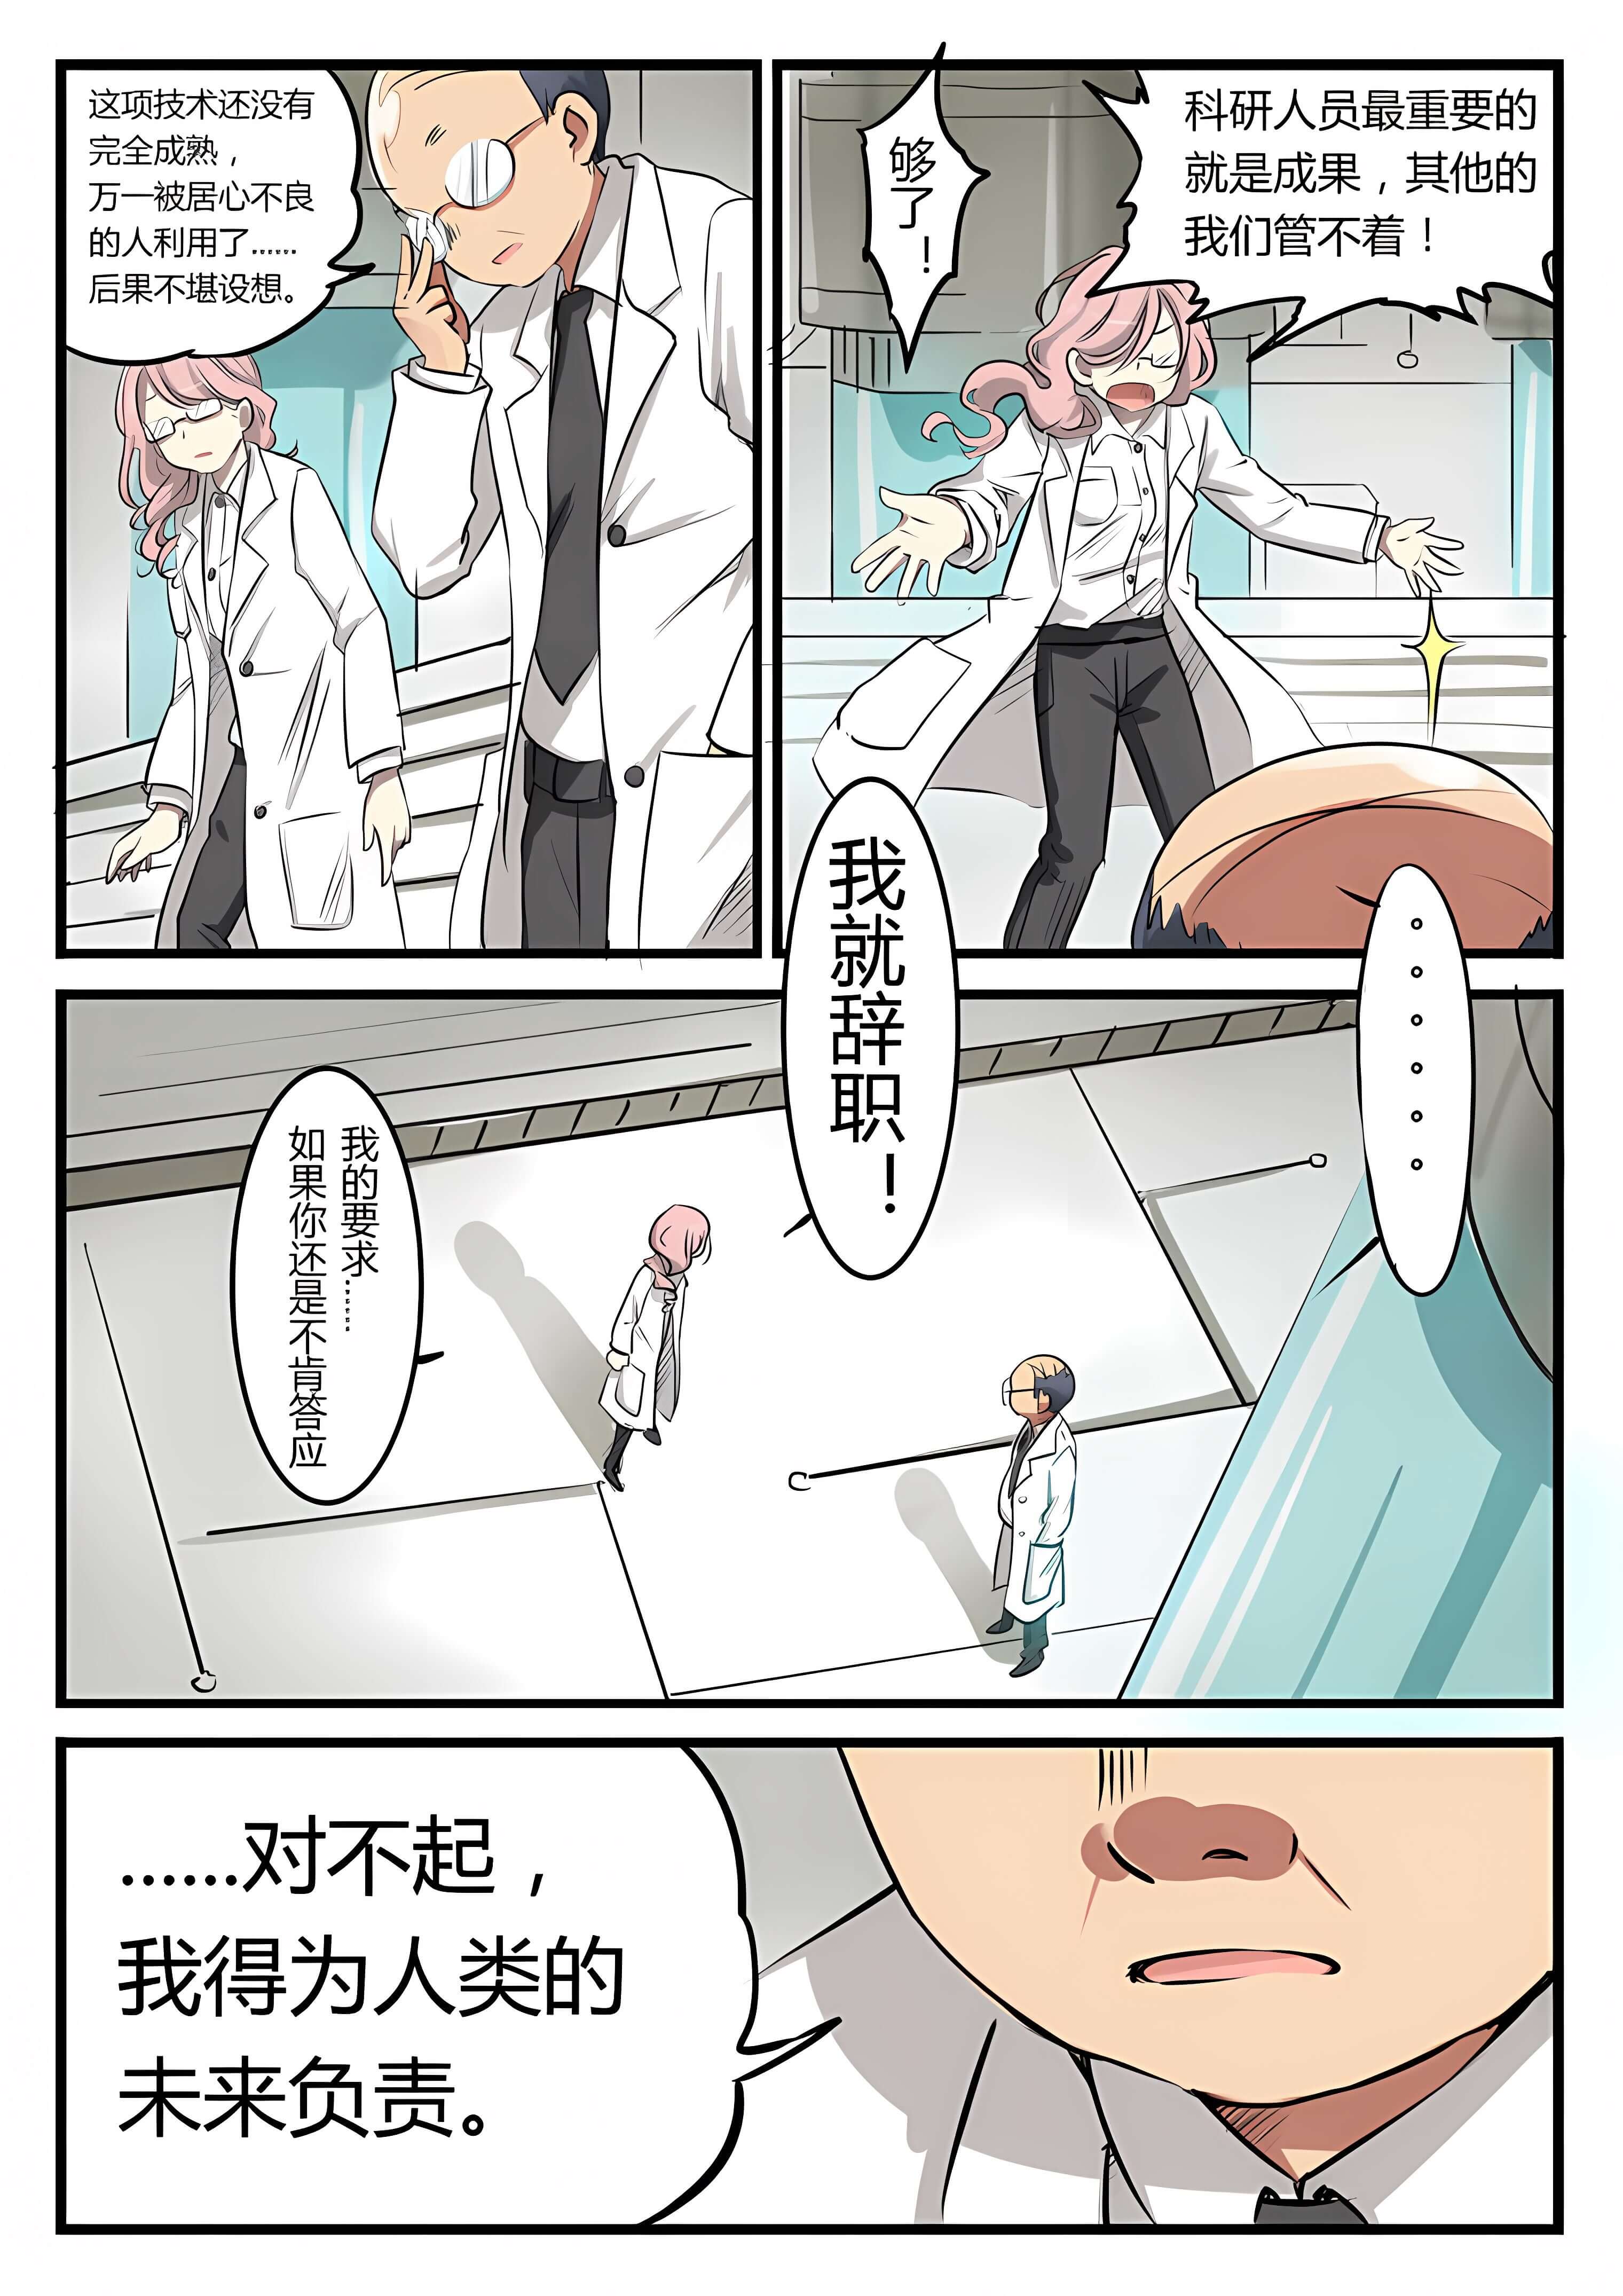 这项技术还没有
完全成熟，
万一被居心不良
的人利用了……
后果不堪设想。
够了！
科研人员最重要的
就是成果，其他的
我们管不着！
我的要求……
如果你还是不肯答应
我就辞职！
。。。。。。
……对不起，
我得为人类的
未来负责。